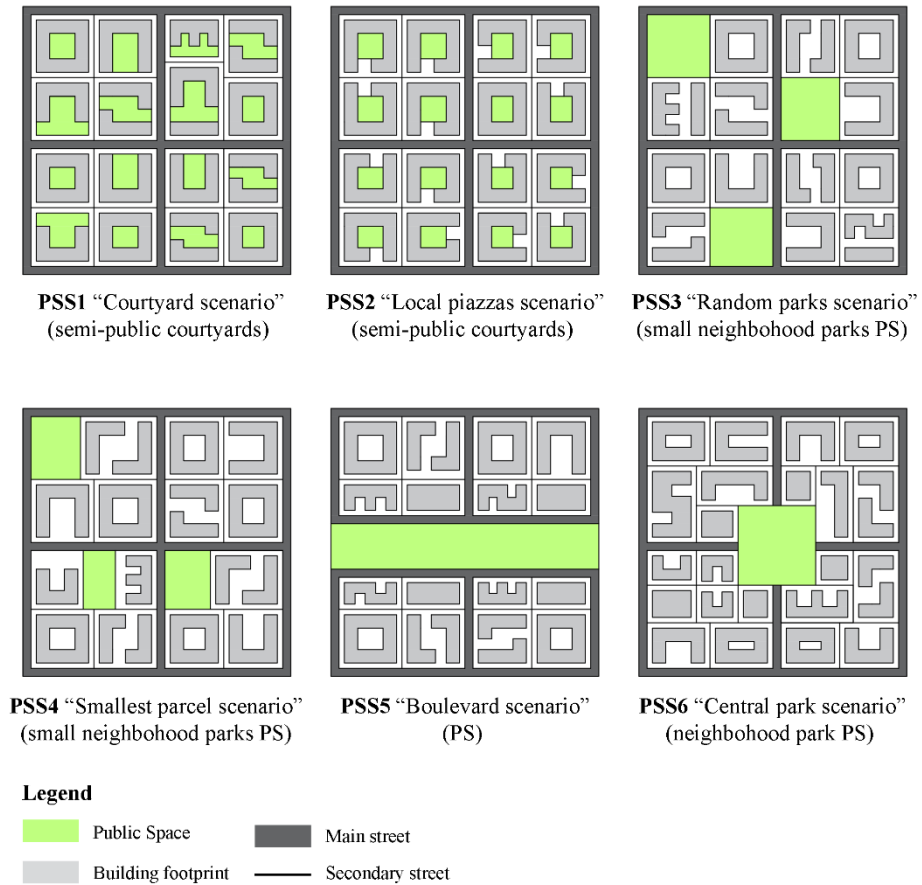 PSS1 “Courtyard scenario”
(semi-public courtyards)
PSS2 “Local piazzas scenario”
(semi-public courtyards)
PSS3 “Random parks scenario”
(small neighbohood parks PS)
PSS4 “Smallest parcel scenario”
(small neighbohood parks PS)
PSS5 “Boulevard scenario”
(PS)
PSS6 “Central park scenario”
(neighbohood park PS)
Legend
Public Space
Main street
Building footprint
Secondary street